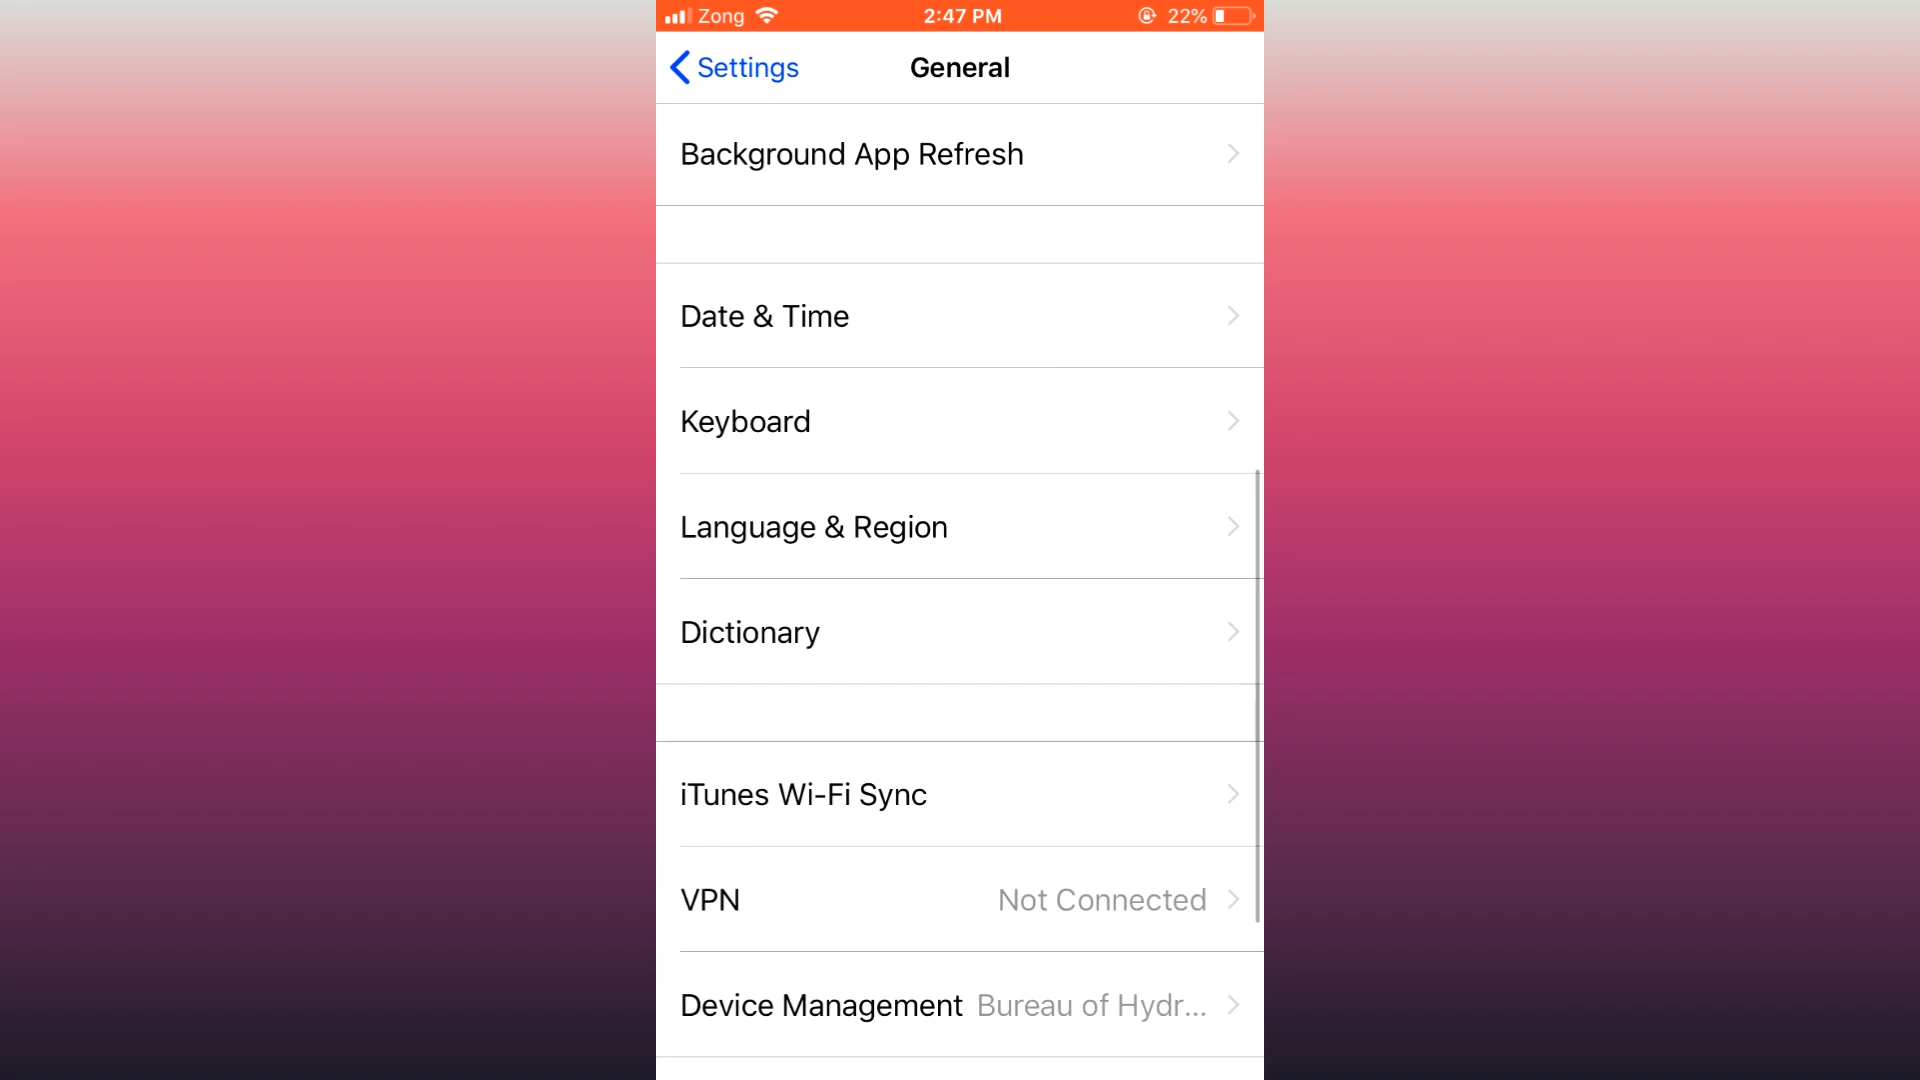 Zong 2:47 PM 22%
Settings General
Background App Refresh
Date & Time
Keyboard
Language & Region
Dictionary
iTunes Wi-Fi Sync
VPN Not Connected
Device Management Bureau of Hydr...